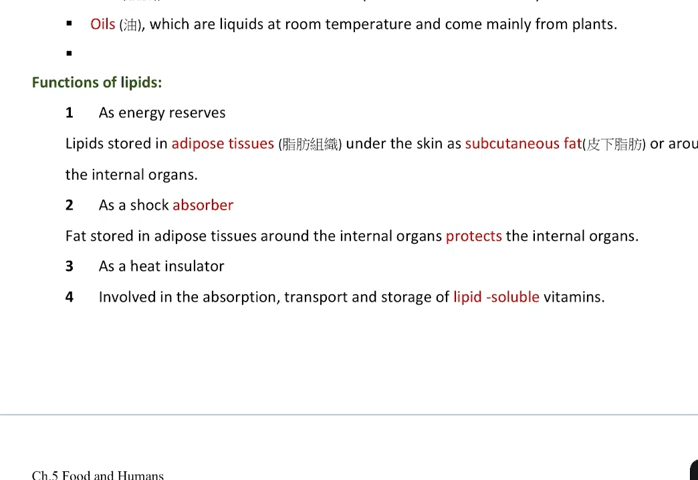 ▪ Oils (油), which are liquids at room temperature and come mainly from plants.
▪
Functions of lipids:
1 As energy reserves
Lipids stored in adipose tissues (脂肪組織) under the skin as subcutaneous fat(皮下脂肪) or arou
the internal organs.
2 As a shock absorber
Fat stored in adipose tissues around the internal organs protects the internal organs.
3 As a heat insulator
4 Involved in the absorption, transport and storage of lipid -soluble vitamins.
Ch.5 Food and Humans